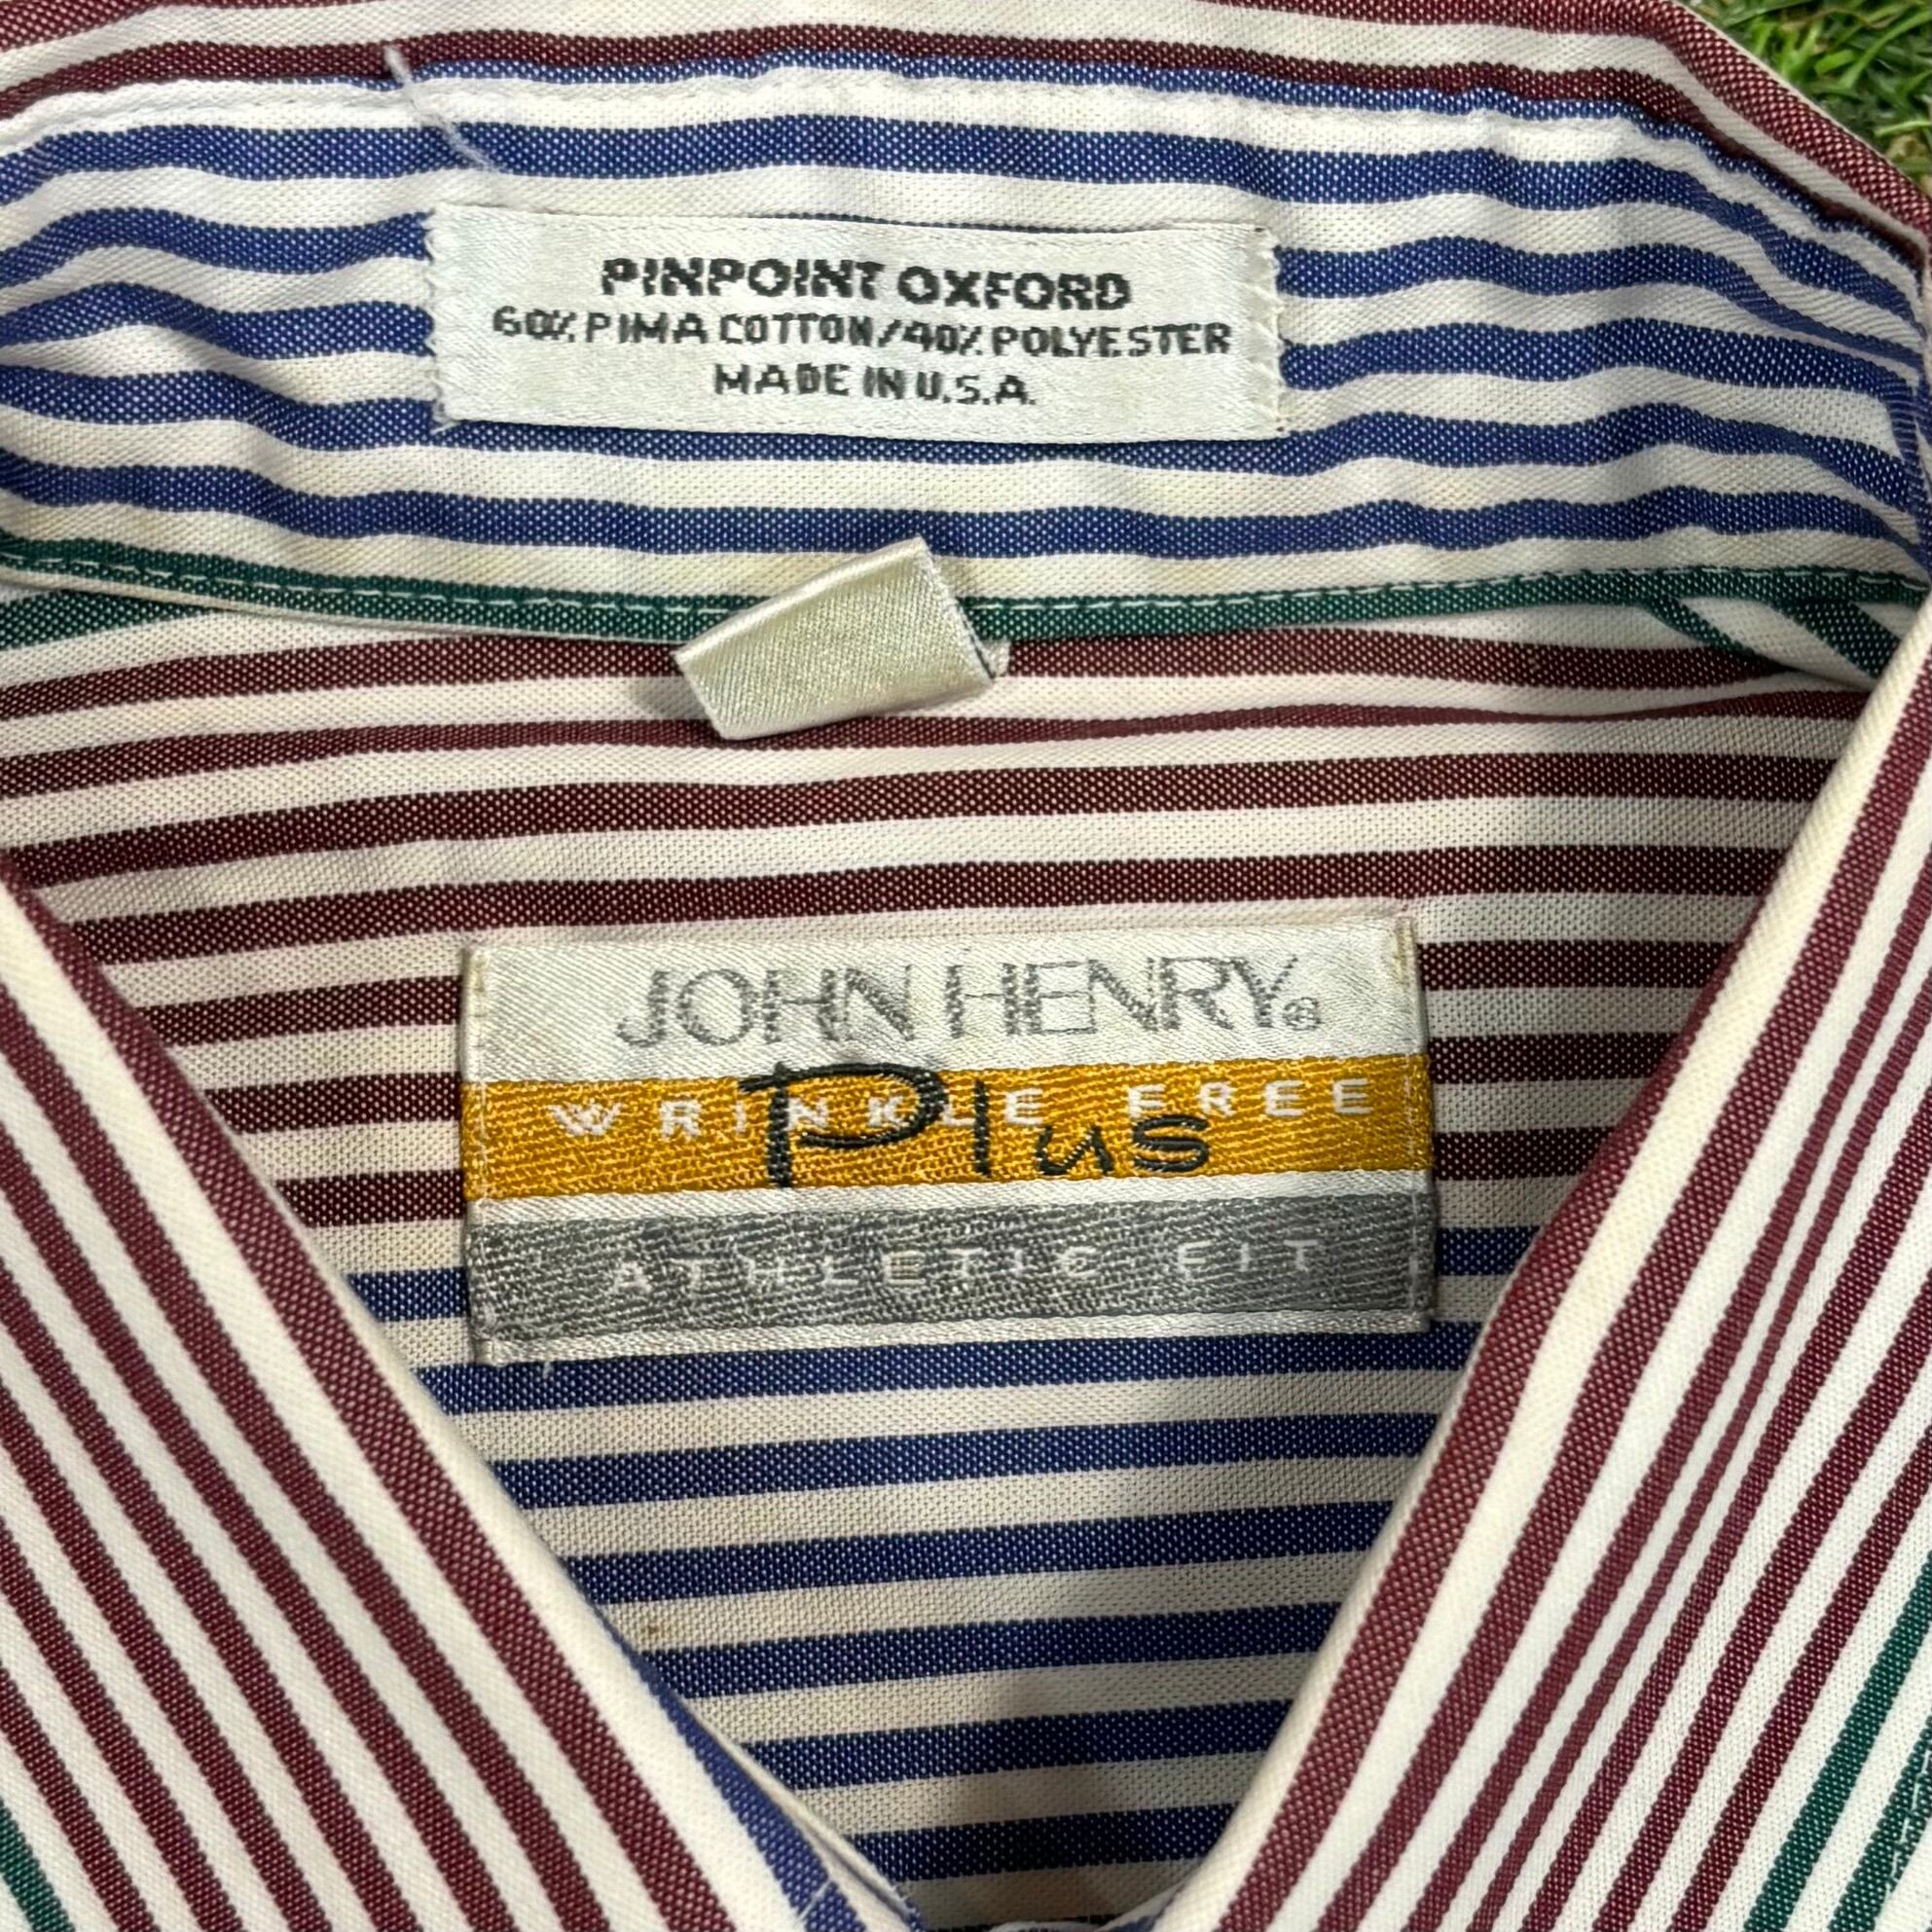 PINPOINT OXFORD
60% PIMA COTTON/40% POLYESTER
MADE IN U.S.A.
JOHN HENRY®
WRINKLE FREE
Plus
ATHLETIC FIT